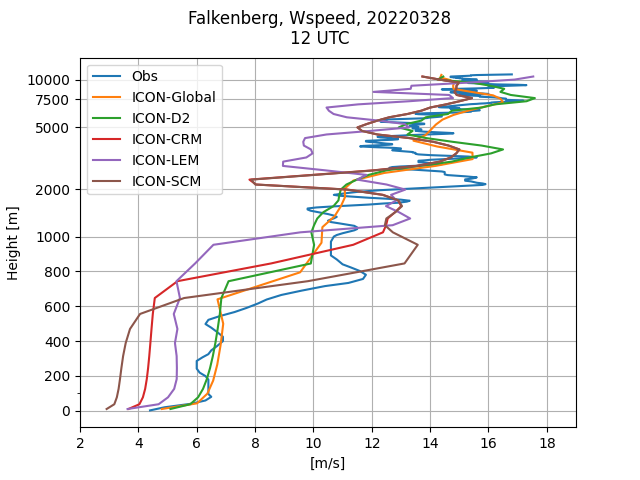 Falkenberg, Wspeed, 20220328
12 UTC
Obs
ICON-Global
ICON-D2
ICON-CRM
ICON-LEM
ICON-SCM
10000
7500
5000
2000
1000
800
600
400
200
0
Height [m]
2 4 6 8 10 12 14 16 18
[m/s]